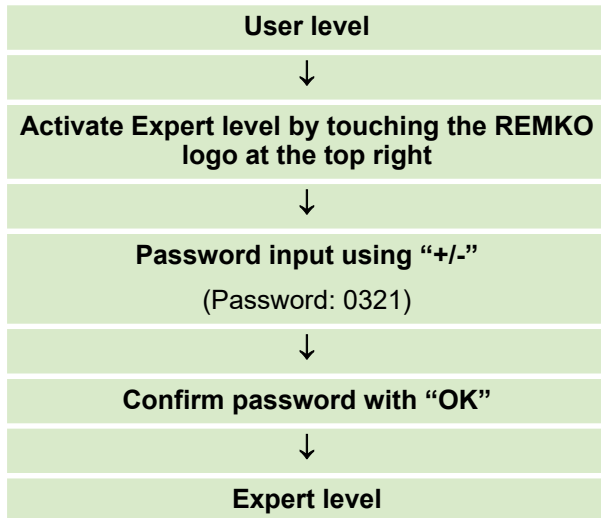 User level
↓
Activate Expert level by touching the REMKO
logo at the top right
↓
Password input using “+/-”
(Password: 0321)
↓
Confirm password with “OK”
↓
Expert level